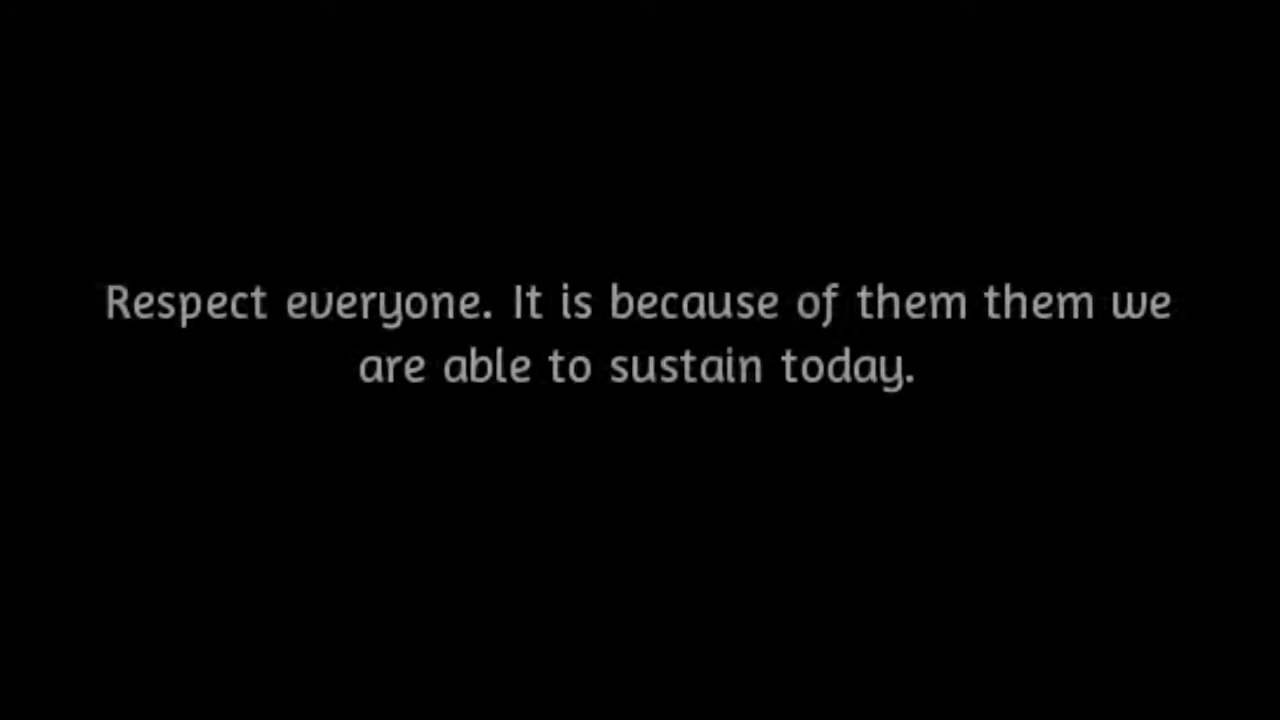 Respect everyone. It is because of them them we
are able to sustain today.